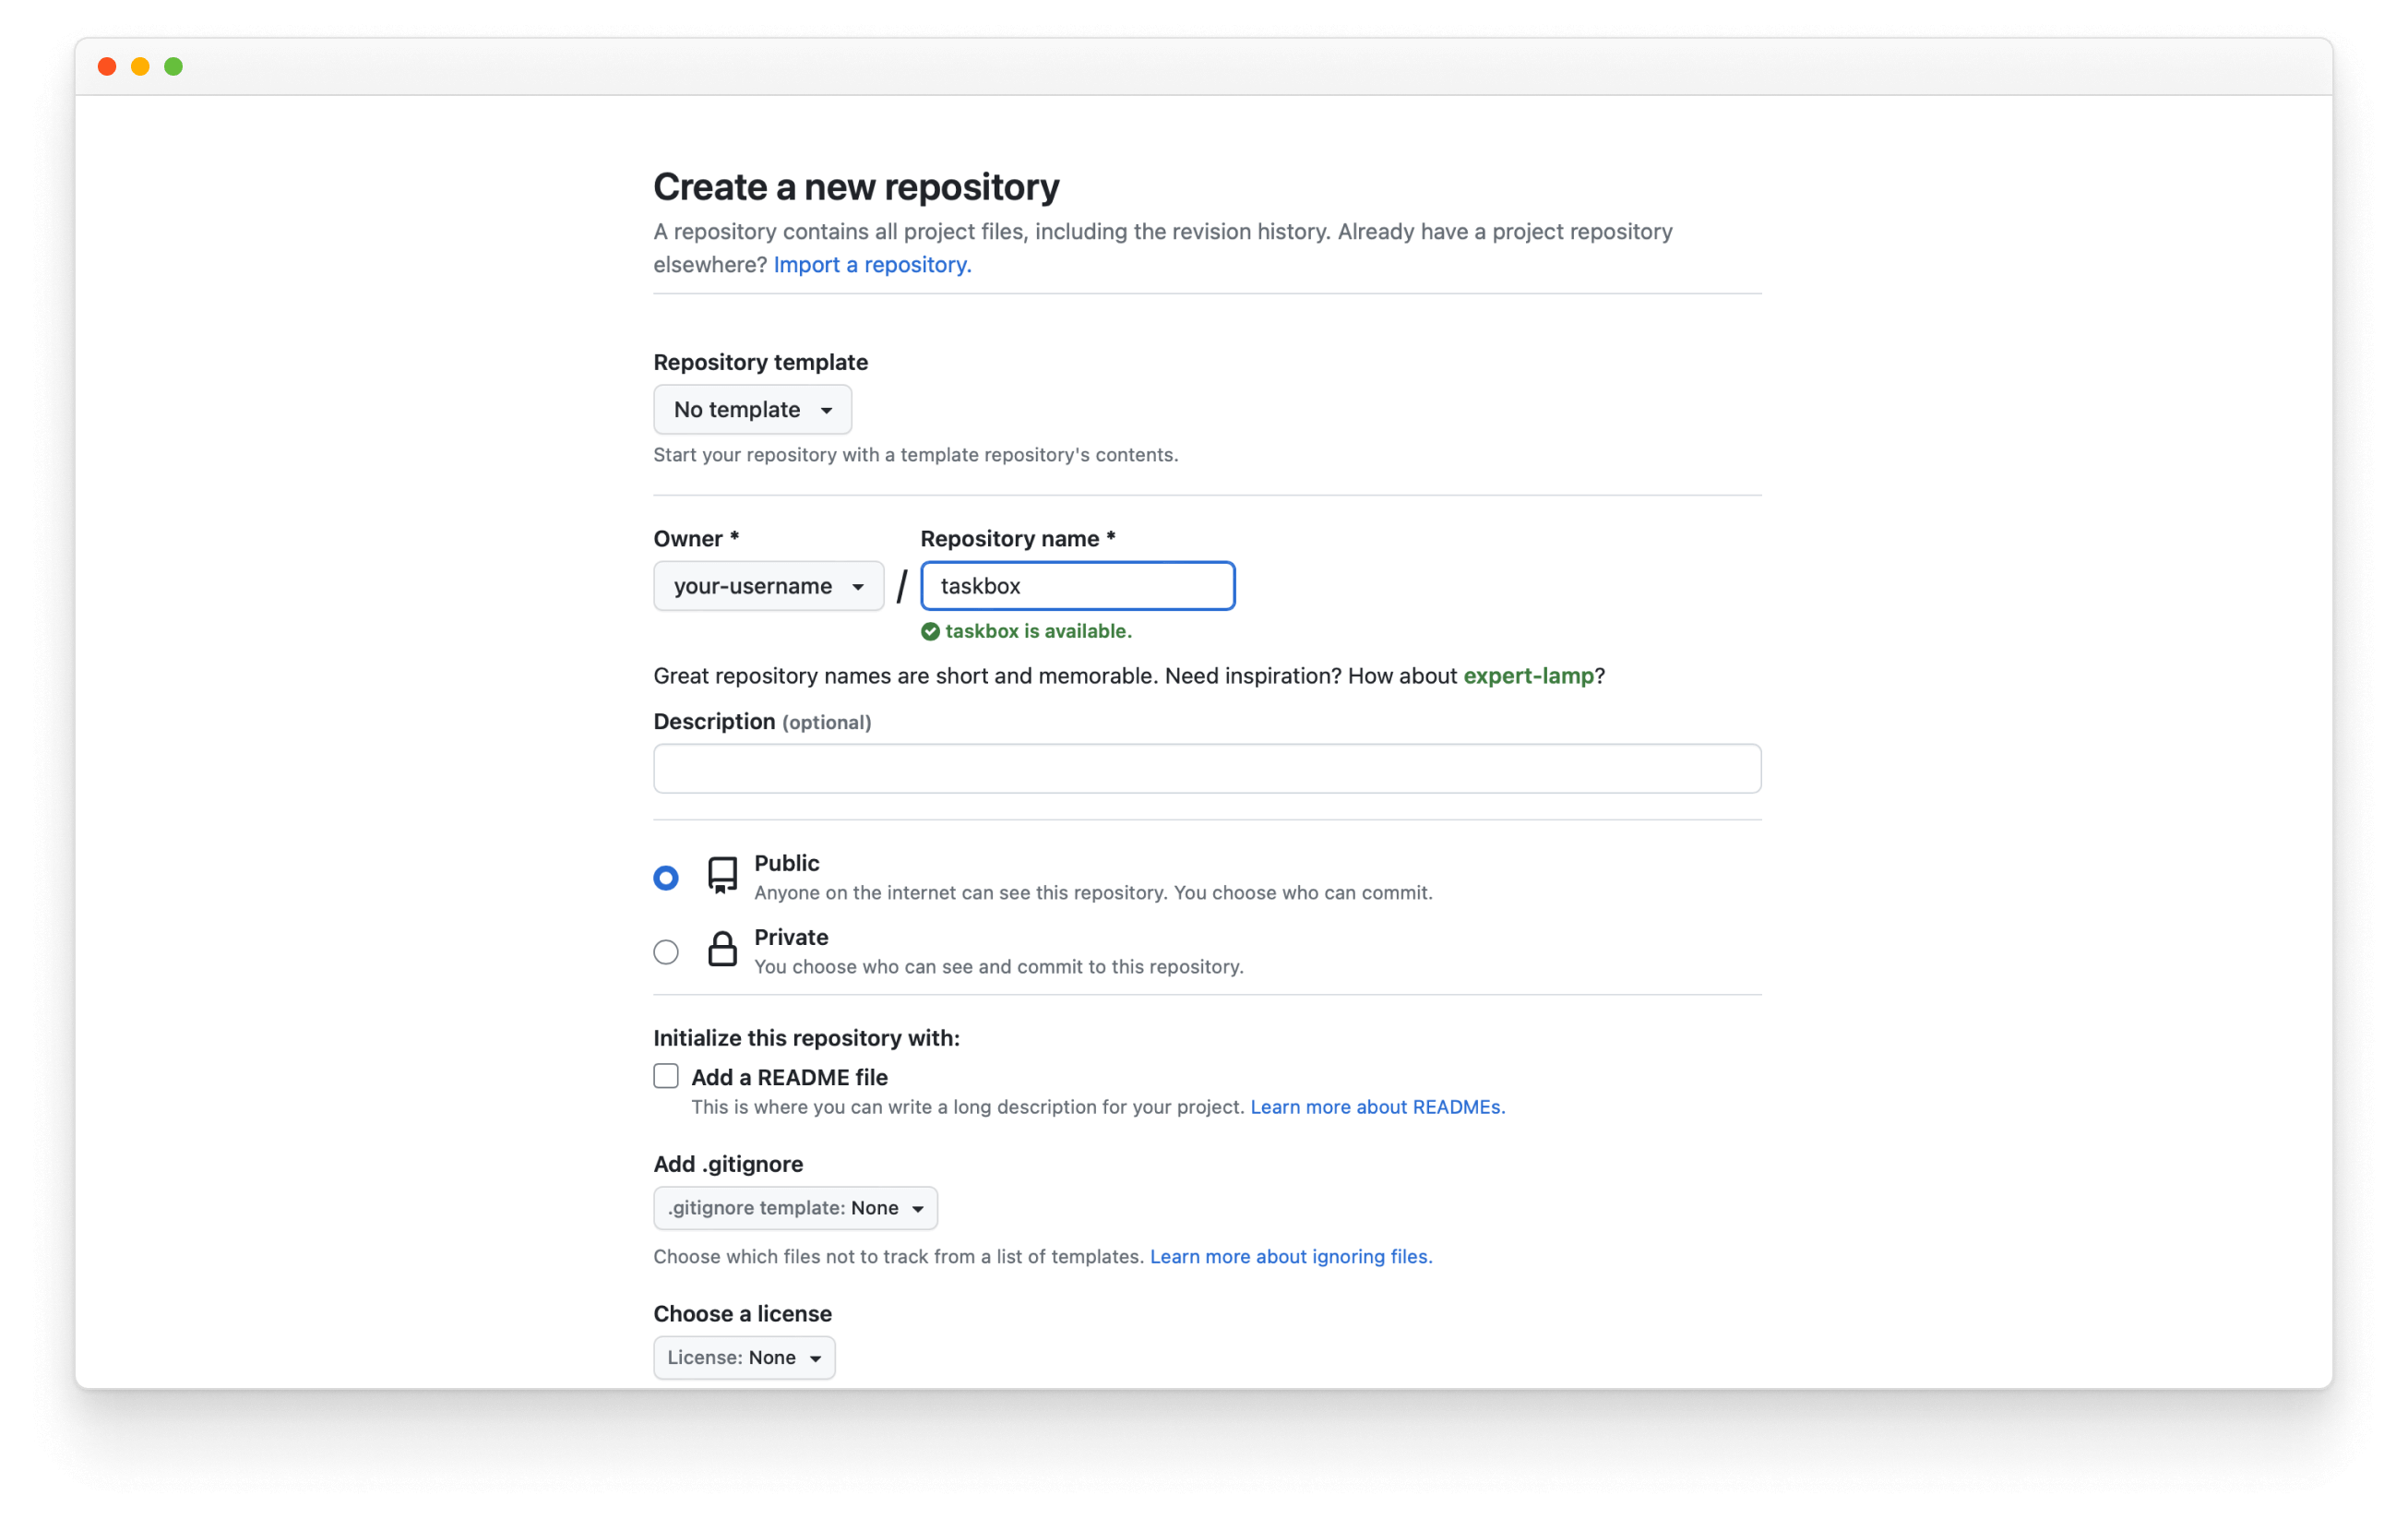 Create a new repository
A repository contains all project files, including the revision history. Already have a project repository
elsewhere? Import a repository.
Repository template
No template
Start your repository with a template repository's contents.
Owner *
Repository name *
your-username
/
taskbox
taskbox is available.
Great repository names are short and memorable. Need inspiration? How about expert-lamp?
Description (optional)
Public
Anyone on the internet can see this repository. You choose who can commit.
Private
You choose who can see and commit to this repository.
Initialize this repository with:
Add a README file
This is where you can write a long description for your project. Learn more about READMEs.
Add .gitignore
.gitignore template: None
Choose which files not to track from a list of templates. Learn more about ignoring files.
Choose a license
License: None